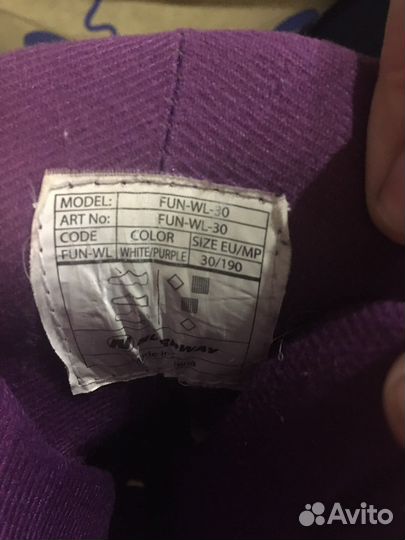 MODEL: FUN-WL-30
ART No: FUN-WL-30
CODE COLOR SIZE EU/MP
FUN-WL WHITE/PURPLE 30/190
NORDWAY
Avito